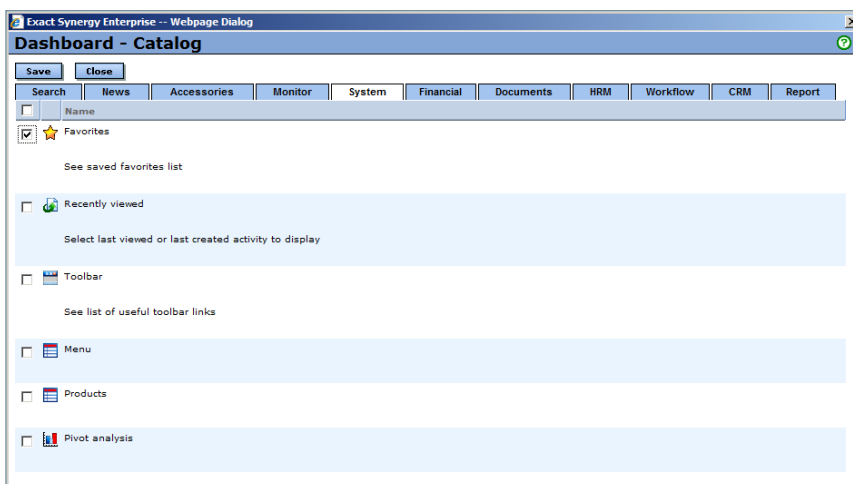 Exact Synergy Enterprise -- Webpage Dialog
Dashboard - Catalog
Save Close
Search News Accessories Monitor System Financial Documents HRM Workflow CRM Report
Name
Favorites
See saved favorites list
Recently viewed
Select last viewed or last created activity to display
Toolbar
See list of useful toolbar links
Menu
Products
Pivot analysis